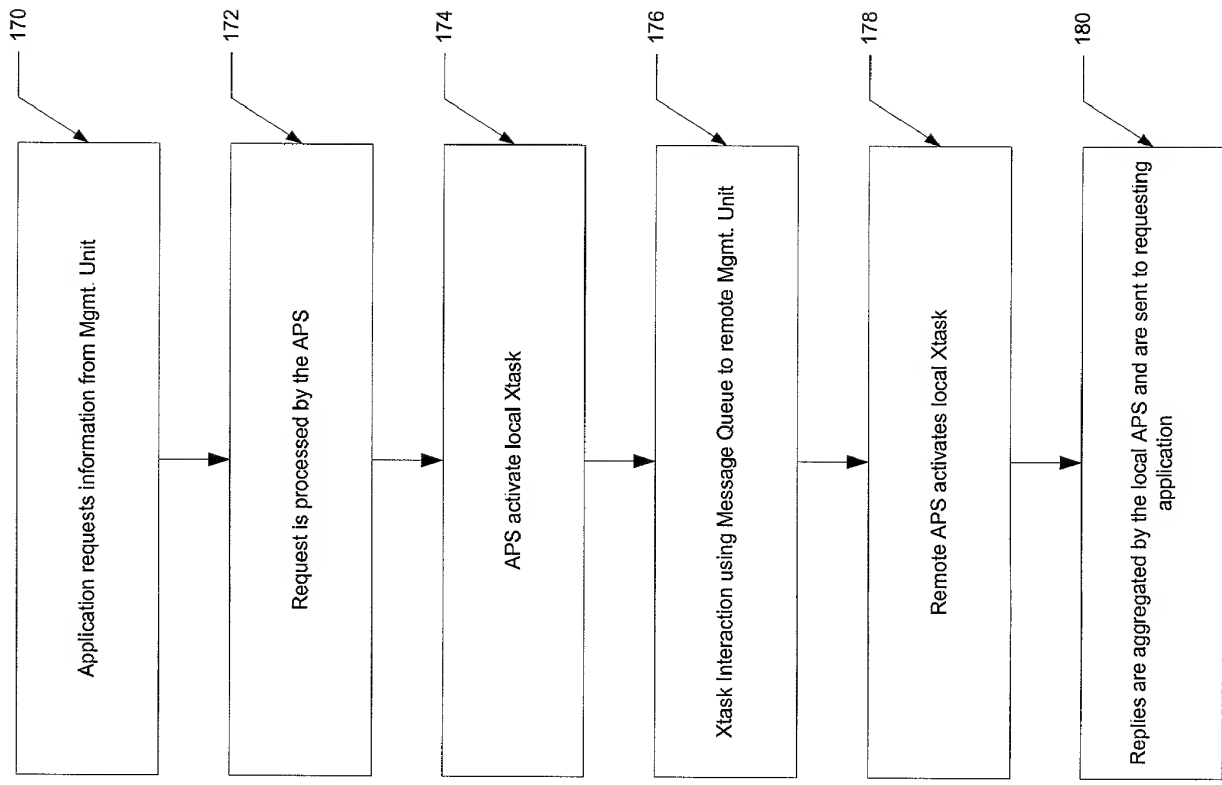 170
Application requests information from Mgmt. Unit
172
Request is processed by the APS
174
APS activate local Xtask
176
Xtask Interaction using Message Queue to remote Mgmt. Unit
178
Remote APS activates local Xtask
180
Replies are aggregated by the local APS and are sent to requesting
application